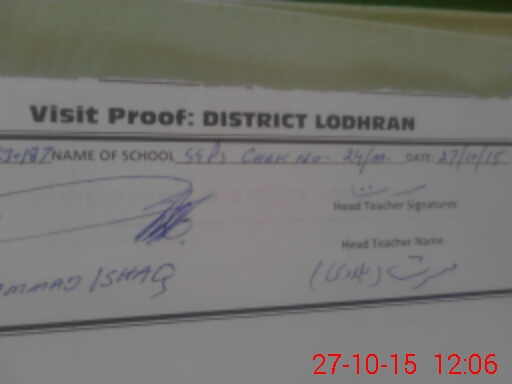 Visit Proof: DISTRICT LODHRAN
NAME OF SCHOOL GGPS Chak No. 24/M. DATE: 27/10/15
Head Teacher Signatures
Head Teacher Name
ISHAQ
27-10-15 12:06